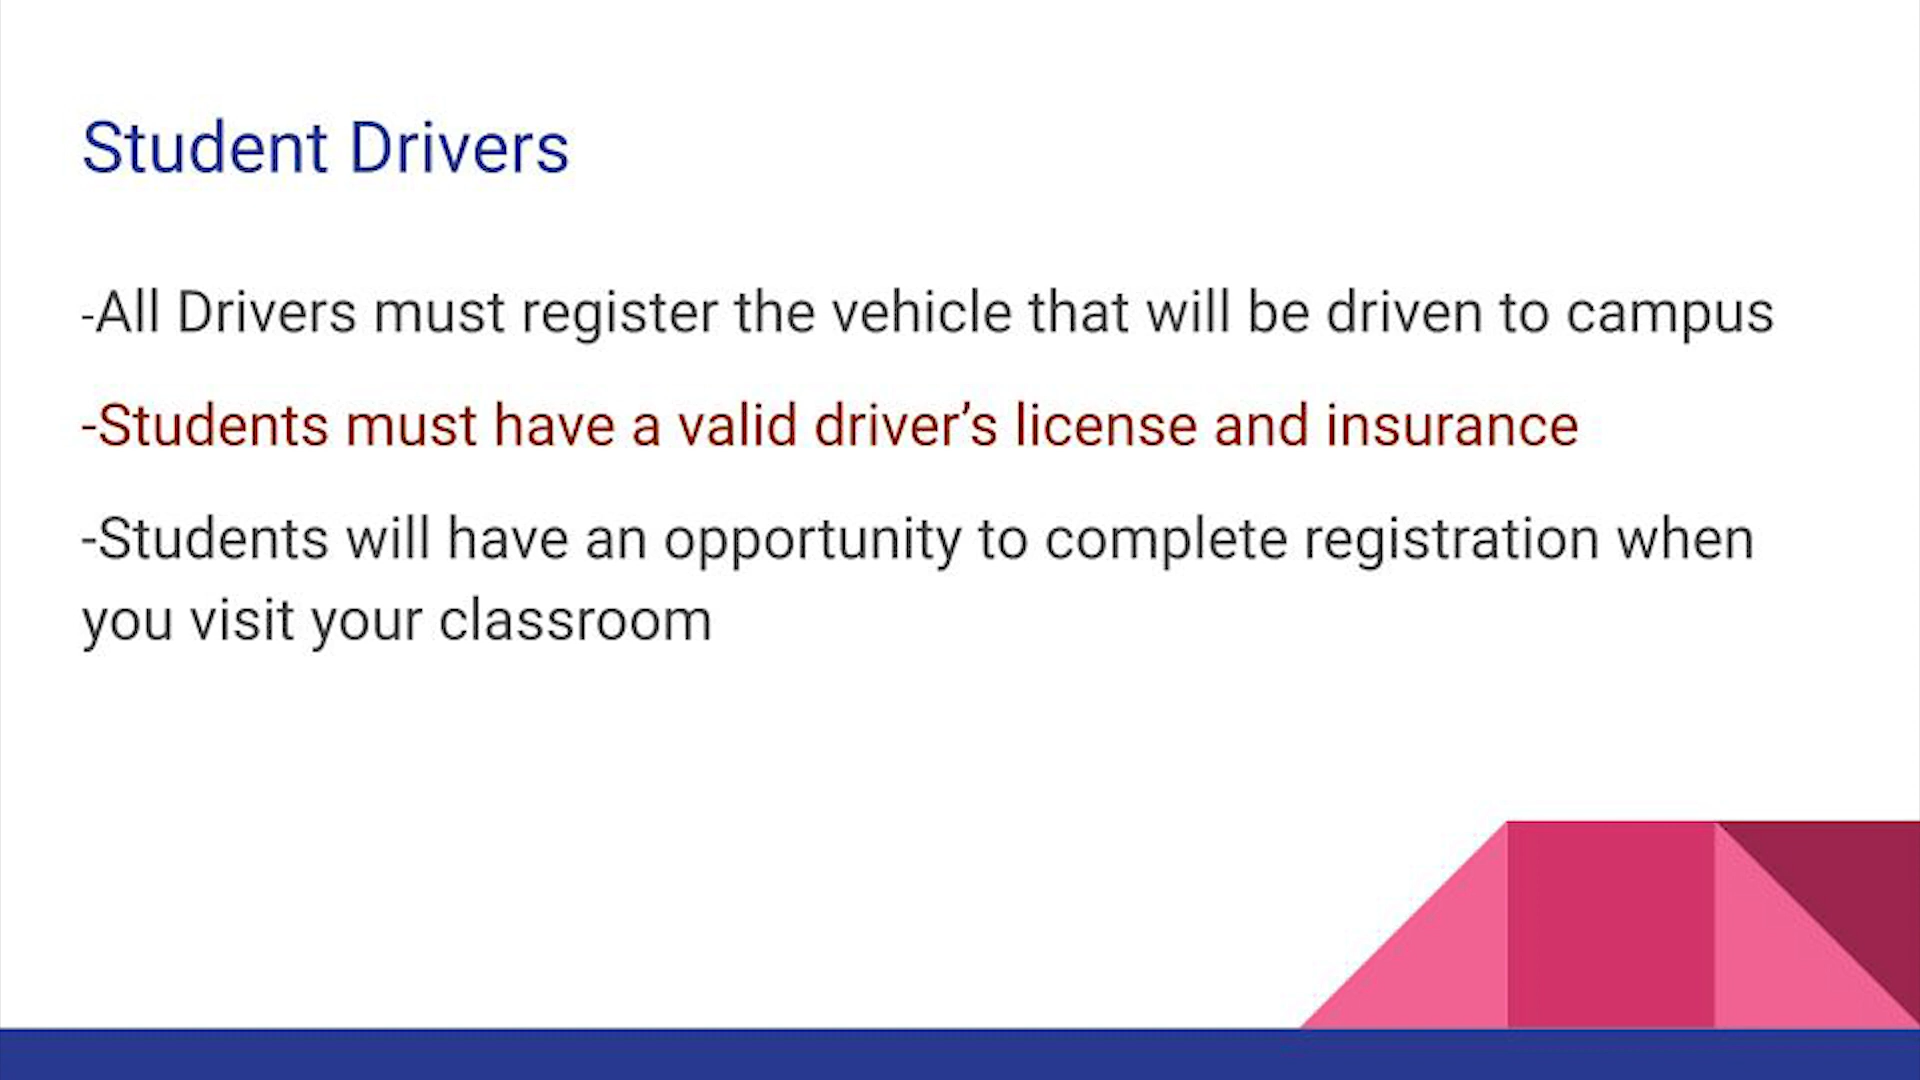 Student Drivers
-All Drivers must register the vehicle that will be driven to campus
-Students must have a valid driver’s license and insurance
-Students will have an opportunity to complete registration when
you visit your classroom